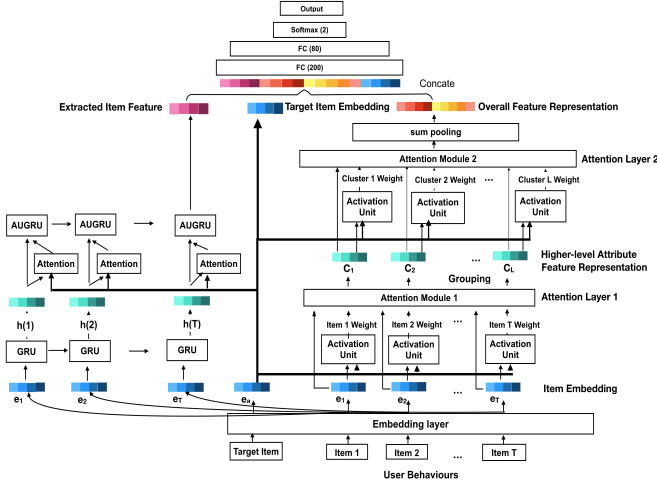 Output
Softmax (2)
FC (80)
FC (200)
Concate
Extracted Item Feature
Target Item Embedding
Overall Feature Representation
sum pooling
Attention Module 2
Attention Layer 2
Cluster 1 Weight
Cluster 2 Weight
...
Cluster L Weight
Activation
Unit
Activation
Unit
Activation
Unit
AUGRU
AUGRU
AUGRU
Attention
Attention
Attention
C1
C2
...
CL
Higher-level Attribute
Feature Representation
Grouping
Attention Module 1
Attention Layer 1
h(1)
h(2)
h(T)
Item 1 Weight
Item 2 Weight
...
Item T Weight
GRU
GRU
GRU
Activation
Unit
Activation
Unit
Activation
Unit
e1
e2
eT
ea
e1
e2
...
eT
Item Embedding
Embedding layer
Target Item
Item 1
Item 2
...
Item T
User Behaviours